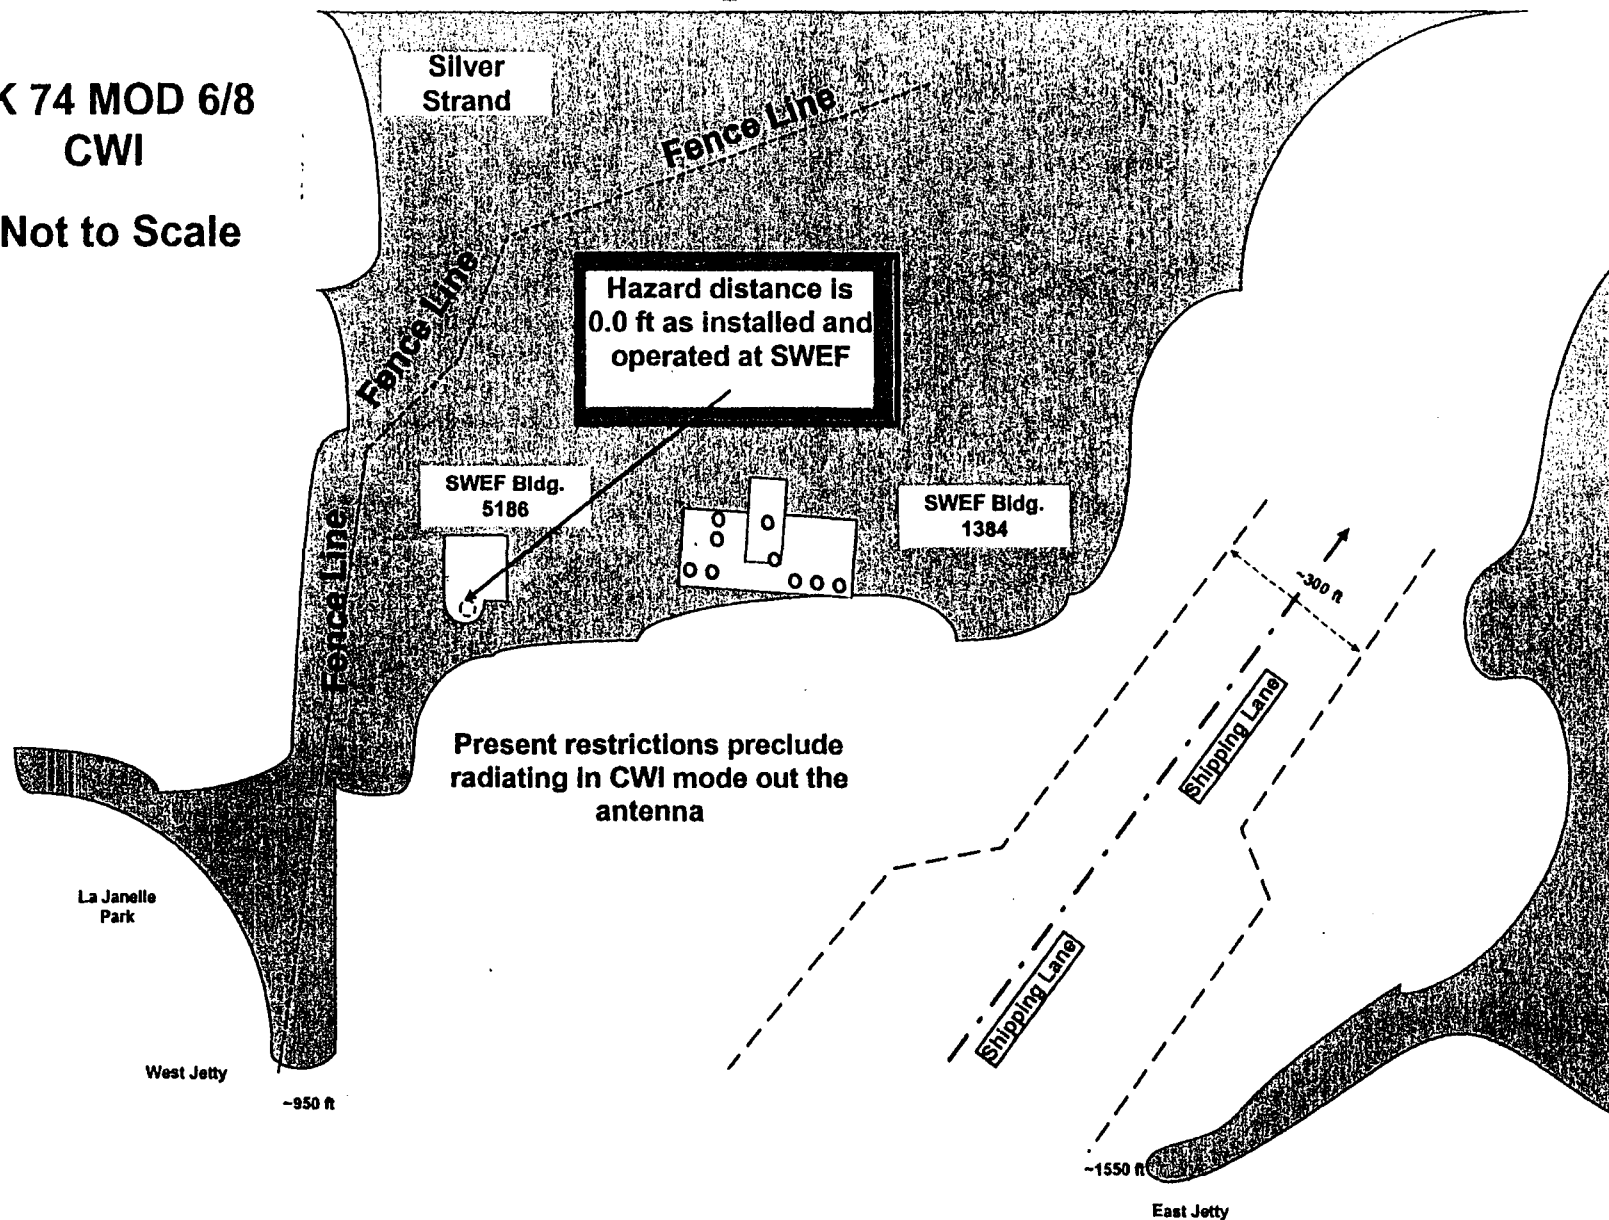 K 74 MOD 6/8
CWI
Not to Scale
Silver
Strand
Fence Line
Fence Line
Fence Line
Hazard distance is
0.0 ft as installed and
operated at SWEF
SWEF Bldg.
5186
SWEF Bldg.
1384
~300 ft
Shipping Lane
Shipping Lane
Present restrictions preclude
radiating in CWI mode out the
antenna
La Janelle
Park
West Jetty
~950 ft
~1550 ft
East Jetty